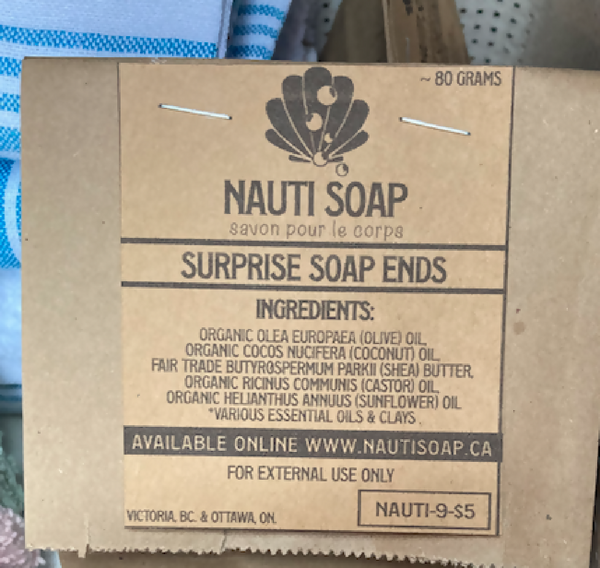 ~ 80 GRAMS
NAUTI SOAP
savon pour le corps
SURPRISE SOAP ENDS
INGREDIENTS:
ORGANIC OLEA EUROPAEA (OLIVE) OIL,
ORGANIC COCOS NUCIFERA (COCONUT) OIL,
FAIR TRADE BUTYROSPERMUM PARKII (SHEA) BUTTER,
ORGANIC RICINUS COMMUNIS (CASTOR) OIL,
ORGANIC HELIANTHUS ANNUUS (SUNFLOWER) OIL
*VARIOUS ESSENTIAL OILS & CLAYS
AVAILABLE ONLINE WWW.NAUTISOAP.CA
FOR EXTERNAL USE ONLY
VICTORIA, BC. & OTTAWA, ON.
NAUTI-9-$5